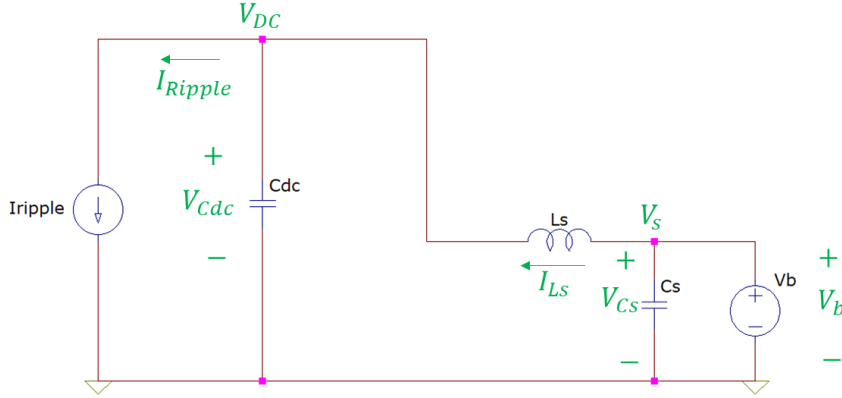 V_DC
I_Ripple
+
Cdc
Iripple
V_Cdc
−
Ls
V_s
I_Ls
+
V_Cs
Cs
−
Vb
+
−
+
V_b
−